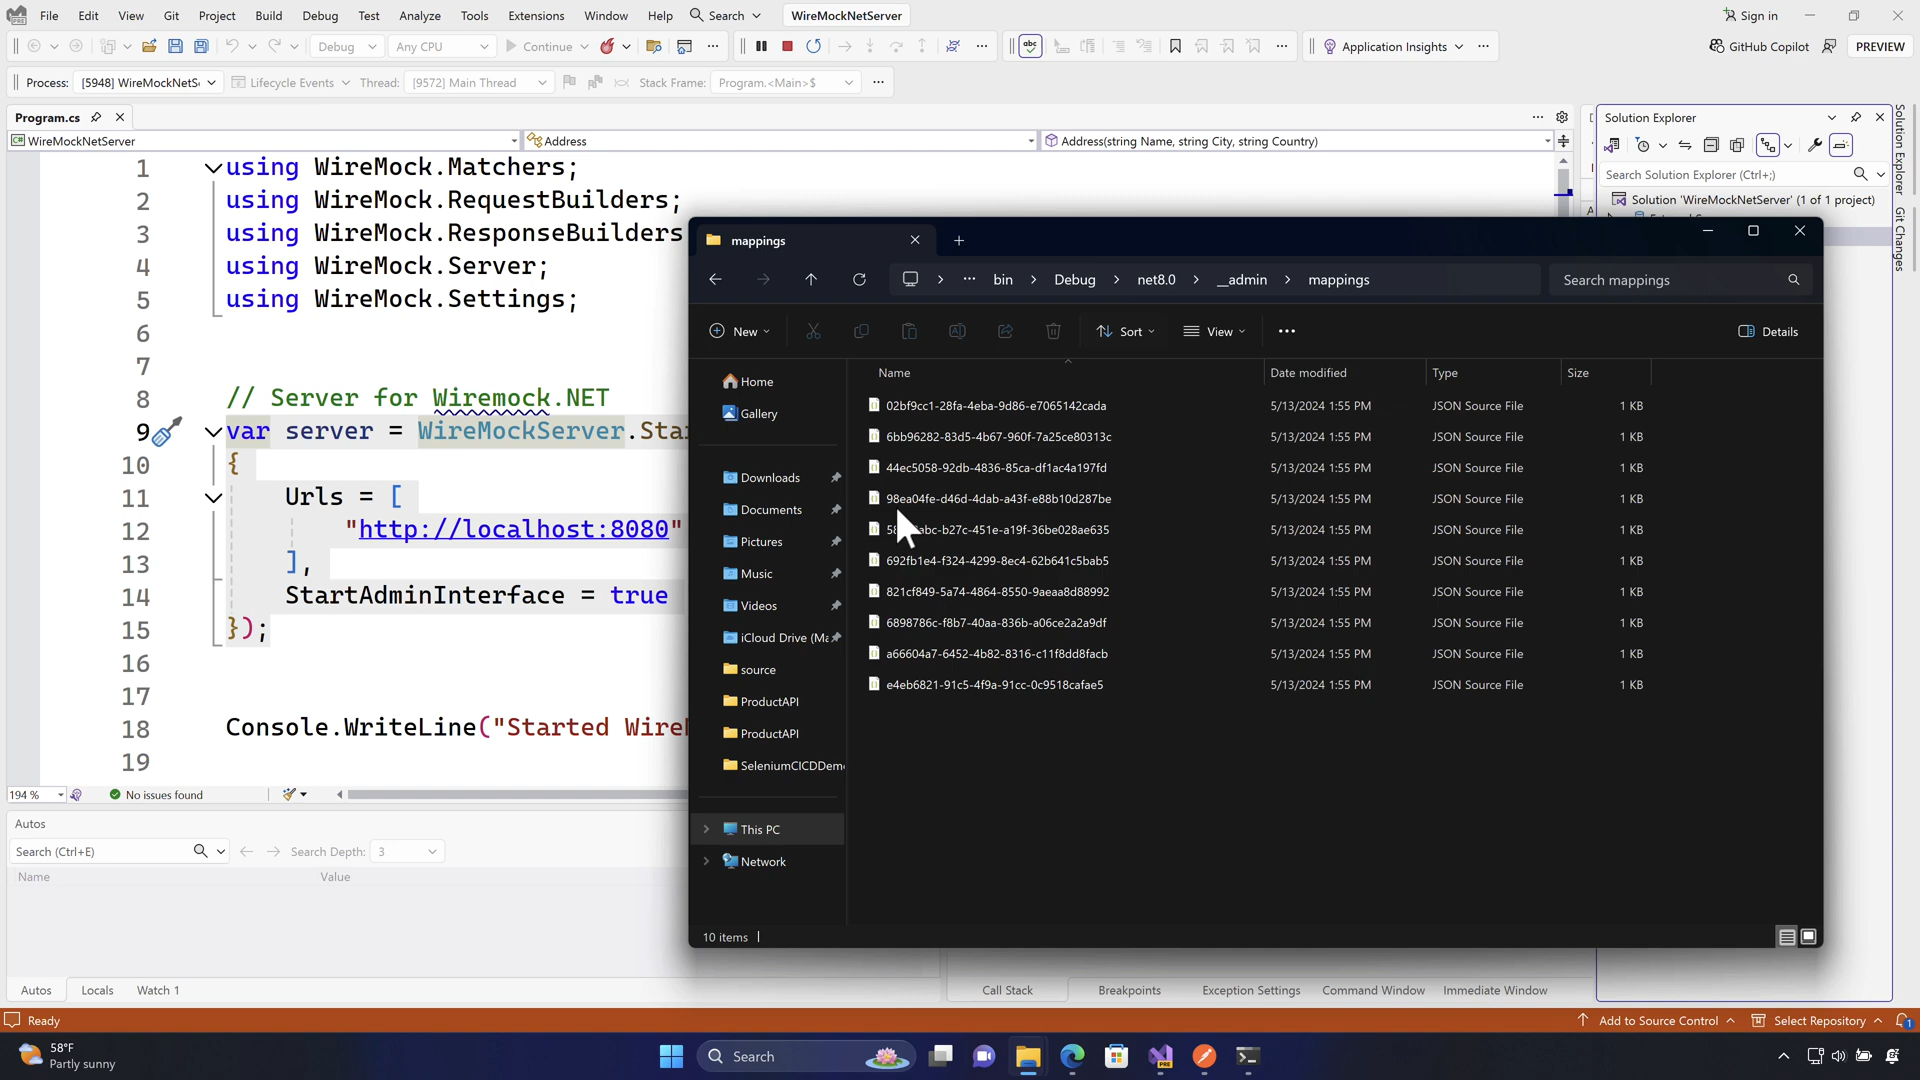 File Edit View Git Project Build Debug Test Analyze Tools Extensions Window Help Search WireMockNetServer Sign in
Debug Any CPU Continue abc Application Insights GitHub Copilot PREVIEW
Process: [5948] WireMockNetS Lifecycle Events Thread: [9572] Main Thread Stack Frame: Program.<Main>$
Program.cs
WireMockNetServer Address Address(string Name, string City, string Country)
1 using WireMock.Matchers;
2 using WireMock.RequestBuilders;
3 using WireMock.ResponseBuilders
4 using WireMock.Server;
5 using WireMock.Settings;
6
7
8 // Server for Wiremock.NET
9 var server = WireMockServer.Sta
10 {
11 Urls = [
12 "http://localhost:8080"
13 ],
14 StartAdminInterface = true
15 });
16
17
18 Console.WriteLine("Started Wire
19
194 % No issues found
Autos
Search (Ctrl+E) Search Depth: 3
Name Value
Autos Locals Watch 1
Call Stack Breakpoints Exception Settings Command Window Immediate Window
Solution Explorer
Search Solution Explorer (Ctrl+;)
Solution 'WireMockNetServer' (1 of 1 project)
Solution Explorer
Git Changes
mappings
bin Debug net8.0 __admin mappings Search mappings
New Sort View Details
Home
Gallery
Downloads
Documents
Pictures
Music
Videos
iCloud Drive (Ma
source
ProductAPI
ProductAPI
SeleniumCICDDem
This PC
Network
Name Date modified Type Size
02bf9cc1-28fa-4eba-9d86-e7065142cada 5/13/2024 1:55 PM JSON Source File 1 KB
6bb96282-83d5-4b67-960f-7a25ce80313c 5/13/2024 1:55 PM JSON Source File 1 KB
44ec5058-92db-4836-85ca-df1ac4a197fd 5/13/2024 1:55 PM JSON Source File 1 KB
98ea04fe-d46d-4dab-a43f-e88b10d287be 5/13/2024 1:55 PM JSON Source File 1 KB
abc-b27c-451e-a19f-36be028ae635 5/13/2024 1:55 PM JSON Source File 1 KB
692fb1e4-f324-4299-8ec4-62b641c5bab5 5/13/2024 1:55 PM JSON Source File 1 KB
821cf849-5a74-4864-8550-9aeaa8d88992 5/13/2024 1:55 PM JSON Source File 1 KB
6898786c-f8b7-40aa-836b-a06ce2a2a9df 5/13/2024 1:55 PM JSON Source File 1 KB
a66604a7-6452-4b82-8316-c11f8dd8facb 5/13/2024 1:55 PM JSON Source File 1 KB
e4eb6821-91c5-4f9a-91cc-0c9518cafae5 5/13/2024 1:55 PM JSON Source File 1 KB
10 items
Ready Add to Source Control Select Repository 1
58°F
Partly sunny
Search